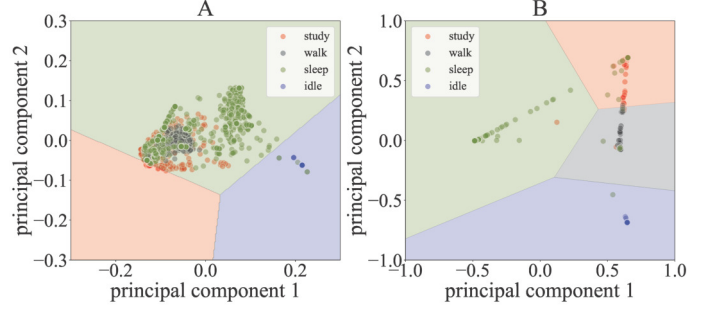 A
principal component 2
0.3
0.2
0.1
0.0
−0.1
−0.2
−0.3
−0.2
0.0
0.2
principal component 1
study
walk
sleep
idle
B
principal component 2
1.0
0.5
0.0
−0.5
−1.0
−1.0
−0.5
0.0
0.5
1.0
principal component 1
study
walk
sleep
idle